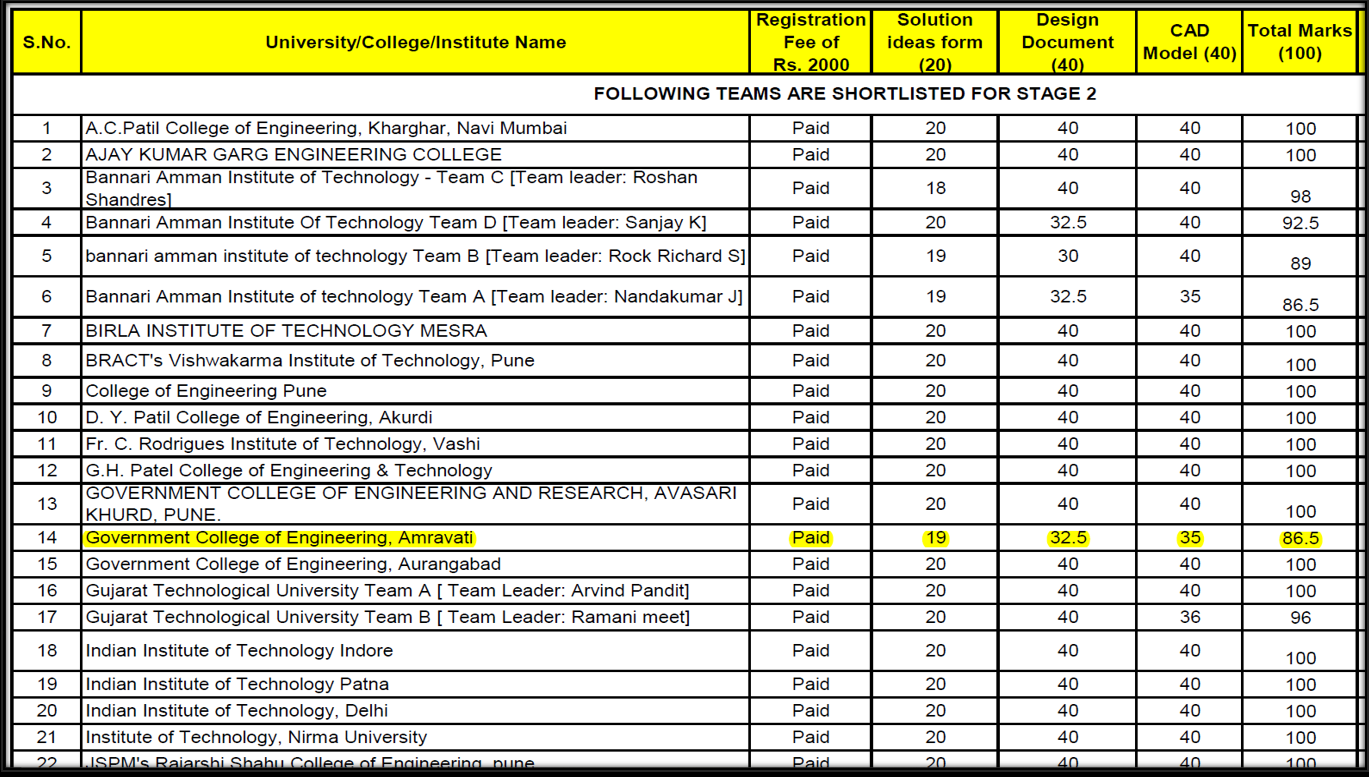 S.No. University/College/Institute Name Registration Fee of Rs. 2000 Solution ideas form (20) Design Document (40) CAD Model (40) Total Marks (100)
FOLLOWING TEAMS ARE SHORTLISTED FOR STAGE 2
1 A.C.Patil College of Engineering, Kharghar, Navi Mumbai Paid 20 40 40 100
2 AJAY KUMAR GARG ENGINEERING COLLEGE Paid 20 40 40 100
3 Bannari Amman Institute of Technology - Team C [Team leader: Roshan Shandres] Paid 18 40 40 98
4 Bannari Amman Institute Of Technology Team D [Team leader: Sanjay K] Paid 20 32.5 40 92.5
5 bannari amman institute of technology Team B [Team leader: Rock Richard S] Paid 19 30 40 89
6 Bannari Amman Institute of technology Team A [Team leader: Nandakumar J] Paid 19 32.5 35 86.5
7 BIRLA INSTITUTE OF TECHNOLOGY MESRA Paid 20 40 40 100
8 BRACT's Vishwakarma Institute of Technology, Pune Paid 20 40 40 100
9 College of Engineering Pune Paid 20 40 40 100
10 D. Y. Patil College of Engineering, Akurdi Paid 20 40 40 100
11 Fr. C. Rodrigues Institute of Technology, Vashi Paid 20 40 40 100
12 G.H. Patel College of Engineering & Technology Paid 20 40 40 100
13 GOVERNMENT COLLEGE OF ENGINEERING AND RESEARCH, AVASARI KHURD, PUNE. Paid 20 40 40 100
14 Government College of Engineering, Amravati Paid 19 32.5 35 86.5
15 Government College of Engineering, Aurangabad Paid 20 40 40 100
16 Gujarat Technological University Team A [ Team Leader: Arvind Pandit] Paid 20 40 40 100
17 Gujarat Technological University Team B [ Team Leader: Ramani meet] Paid 20 40 36 96
18 Indian Institute of Technology Indore Paid 20 40 40 100
19 Indian Institute of Technology Patna Paid 20 40 40 100
20 Indian Institute of Technology, Delhi Paid 20 40 40 100
21 Institute of Technology, Nirma University Paid 20 40 40 100
22 JSPM's Rajarshi Shahu College of Engineering, pune Paid 20 40 40 100